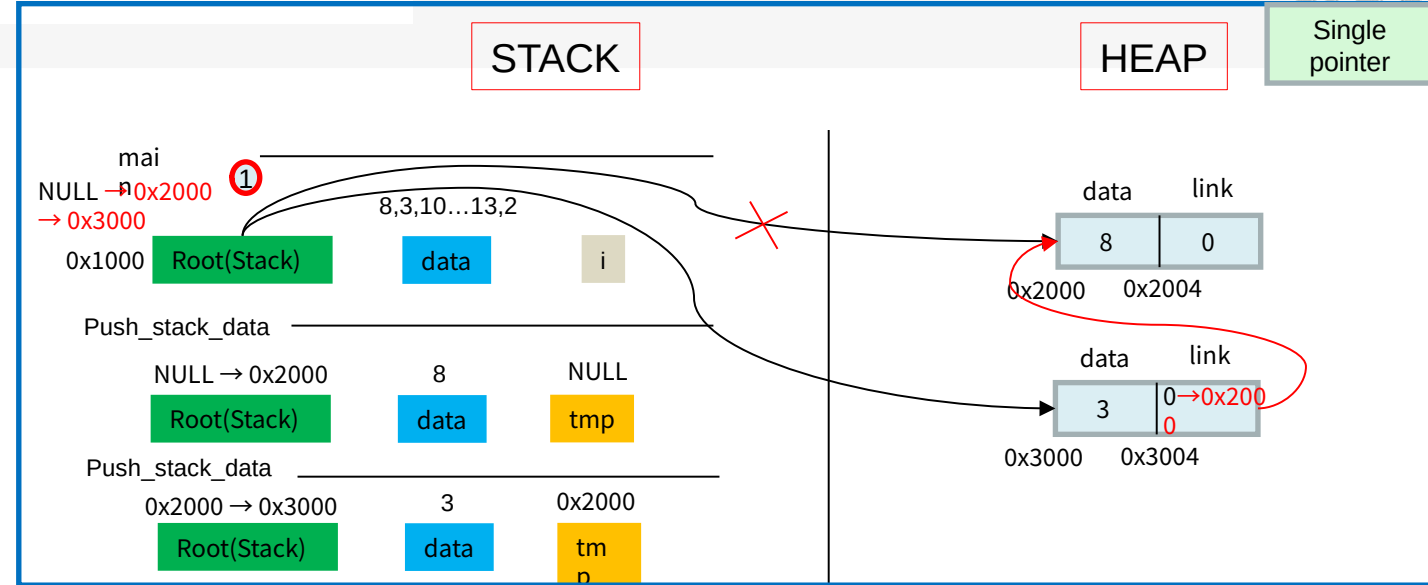 Single
pointer
STACK
HEAP
mai
n
1
NULL → 0x2000
→ 0x3000
8,3,10…13,2
0x1000
Root(Stack)
data
i
data
link
8
0
0x2000
0x2004
Push_stack_data
NULL → 0x2000
8
NULL
Root(Stack)
data
tmp
data
link
3
0→0x200
0
0x3000
0x3004
Push_stack_data
0x2000 → 0x3000
3
0x2000
Root(Stack)
data
tm
p